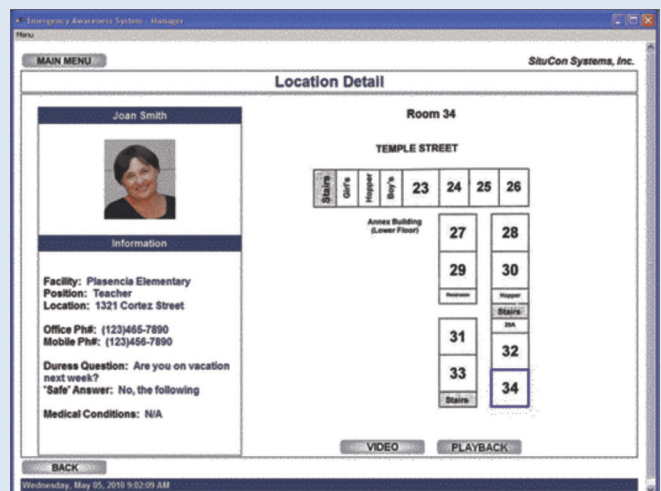 Emergency Awareness System - Manager
Menu
MAIN MENU
SituCon Systems, Inc.
Location Detail
Joan Smith
Information
Facility: Plasencia Elementary
Position: Teacher
Location: 1321 Cortez Street
Office Ph#: (123)465-7890
Mobile Ph#: (123)456-7890
Duress Question: Are you on vacation
next week?
'Safe' Answer: No, the following
Medical Conditions: N/A
Room 34
TEMPLE STREET
Stairs Girl's Hopper Boy's 23 24 25 26
Annex Building
(Lower Floor)
27 28
29 30
Restroom Hopper
Stairs
31 32
33 34
Stairs
VIDEO PLAYBACK
BACK
Wednesday, May 05, 2010 9:02:09 AM